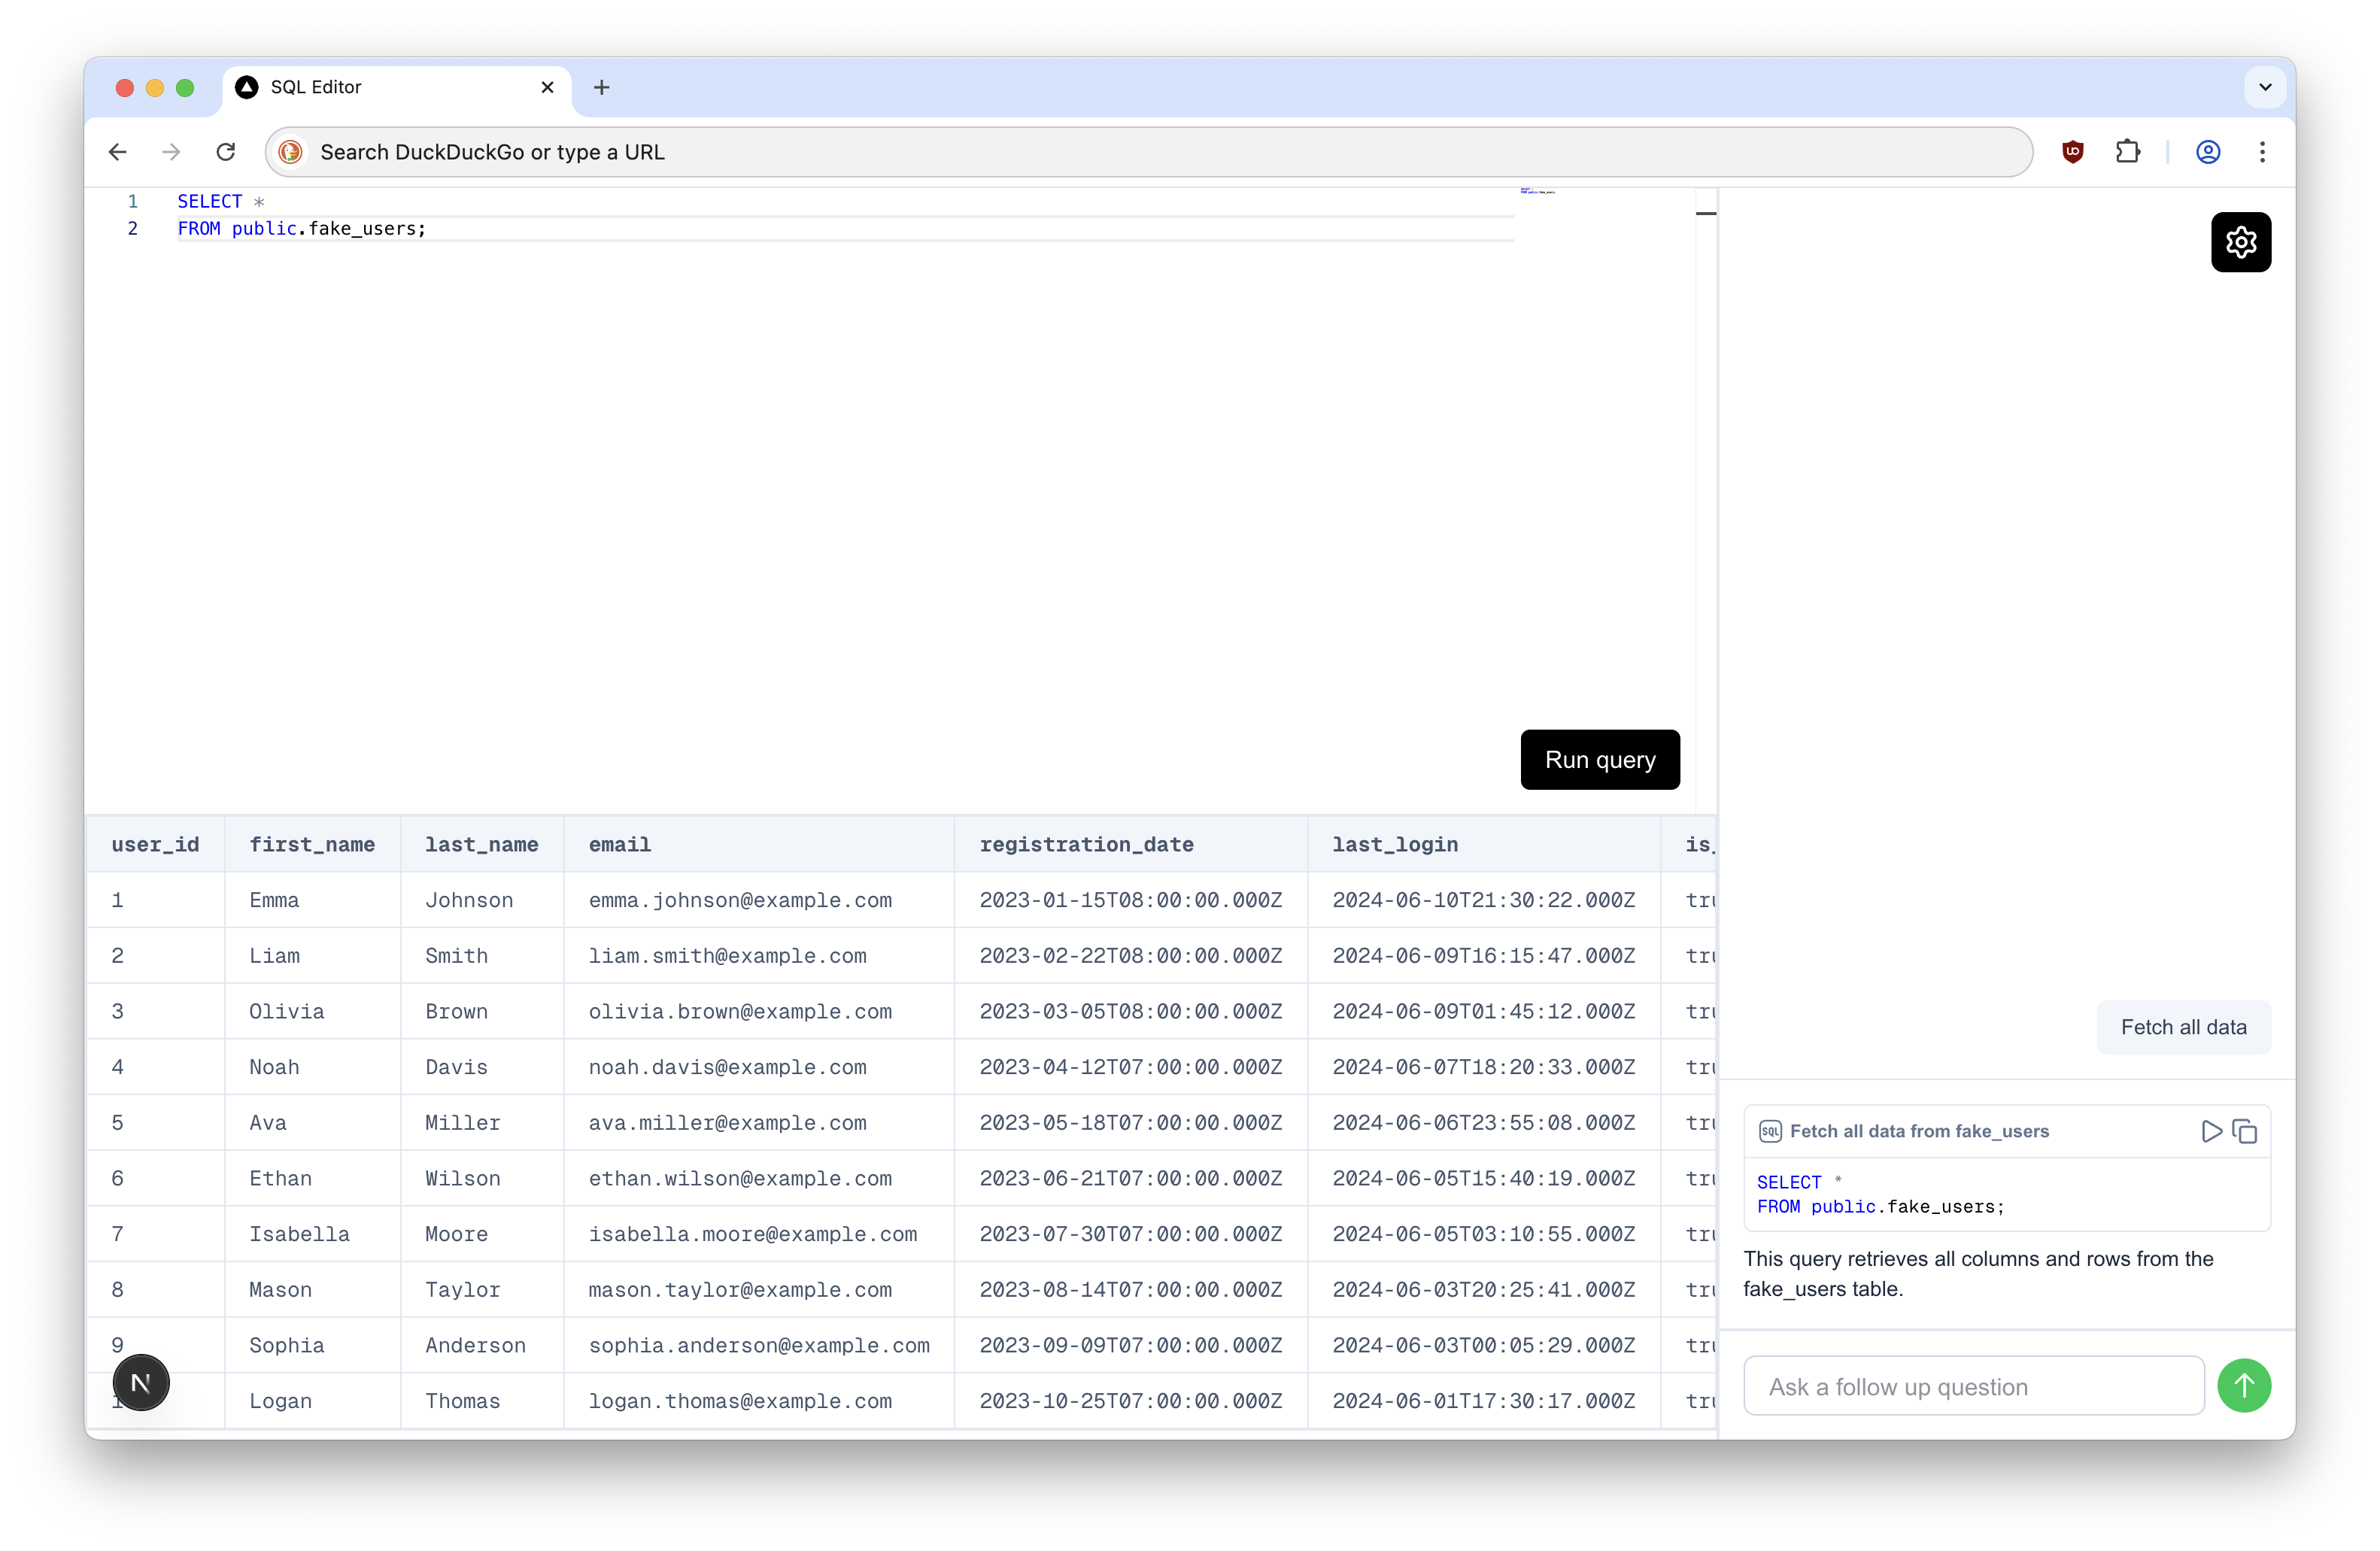 SQL Editor
Search DuckDuckGo or type a URL
1 SELECT *
2 FROM public.fake_users;
Run query
user_id first_name last_name email registration_date last_login is_
1 Emma Johnson emma.johnson@example.com 2023-01-15T08:00:00.000Z 2024-06-10T21:30:22.000Z tru
2 Liam Smith liam.smith@example.com 2023-02-22T08:00:00.000Z 2024-06-09T16:15:47.000Z tru
3 Olivia Brown olivia.brown@example.com 2023-03-05T08:00:00.000Z 2024-06-09T01:45:12.000Z tru
4 Noah Davis noah.davis@example.com 2023-04-12T07:00:00.000Z 2024-06-07T18:20:33.000Z tru
5 Ava Miller ava.miller@example.com 2023-05-18T07:00:00.000Z 2024-06-06T23:55:08.000Z tru
6 Ethan Wilson ethan.wilson@example.com 2023-06-21T07:00:00.000Z 2024-06-05T15:40:19.000Z tru
7 Isabella Moore isabella.moore@example.com 2023-07-30T07:00:00.000Z 2024-06-05T03:10:55.000Z tru
8 Mason Taylor mason.taylor@example.com 2023-08-14T07:00:00.000Z 2024-06-03T20:25:41.000Z tru
9 Sophia Anderson sophia.anderson@example.com 2023-09-09T07:00:00.000Z 2024-06-03T00:05:29.000Z tru
1 Logan Thomas logan.thomas@example.com 2023-10-25T07:00:00.000Z 2024-06-01T17:30:17.000Z tru
N
Fetch all data
SQL Fetch all data from fake_users
SELECT *
FROM public.fake_users;
This query retrieves all columns and rows from the
fake_users table.
Ask a follow up question